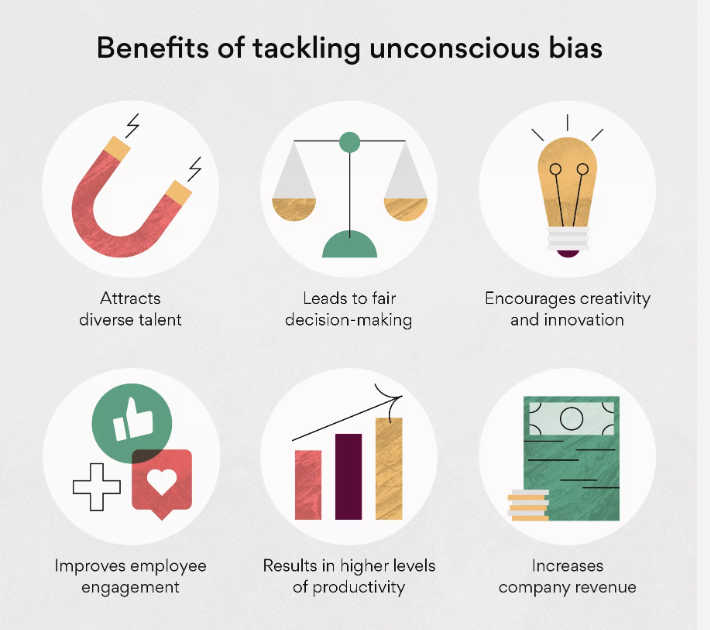 Benefits of tackling unconscious bias
Attracts
diverse talent
Leads to fair
decision-making
Encourages creativity
and innovation
Improves employee
engagement
Results in higher levels
of productivity
Increases
company revenue